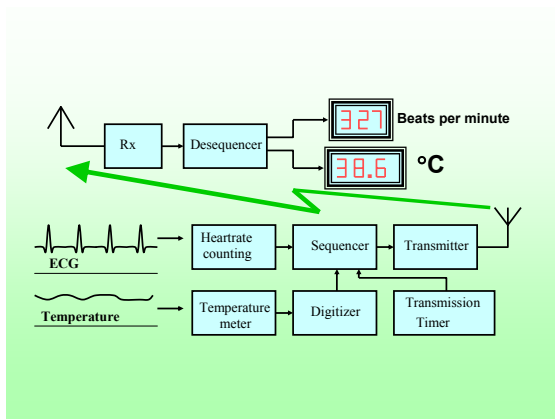 327
Beats per minute
Rx
Desequencer
38.6
°C
Heartrate
counting
Sequencer
Transmitter
ECG
Temperature
Temperature
meter
Digitizer
Transmission
Timer